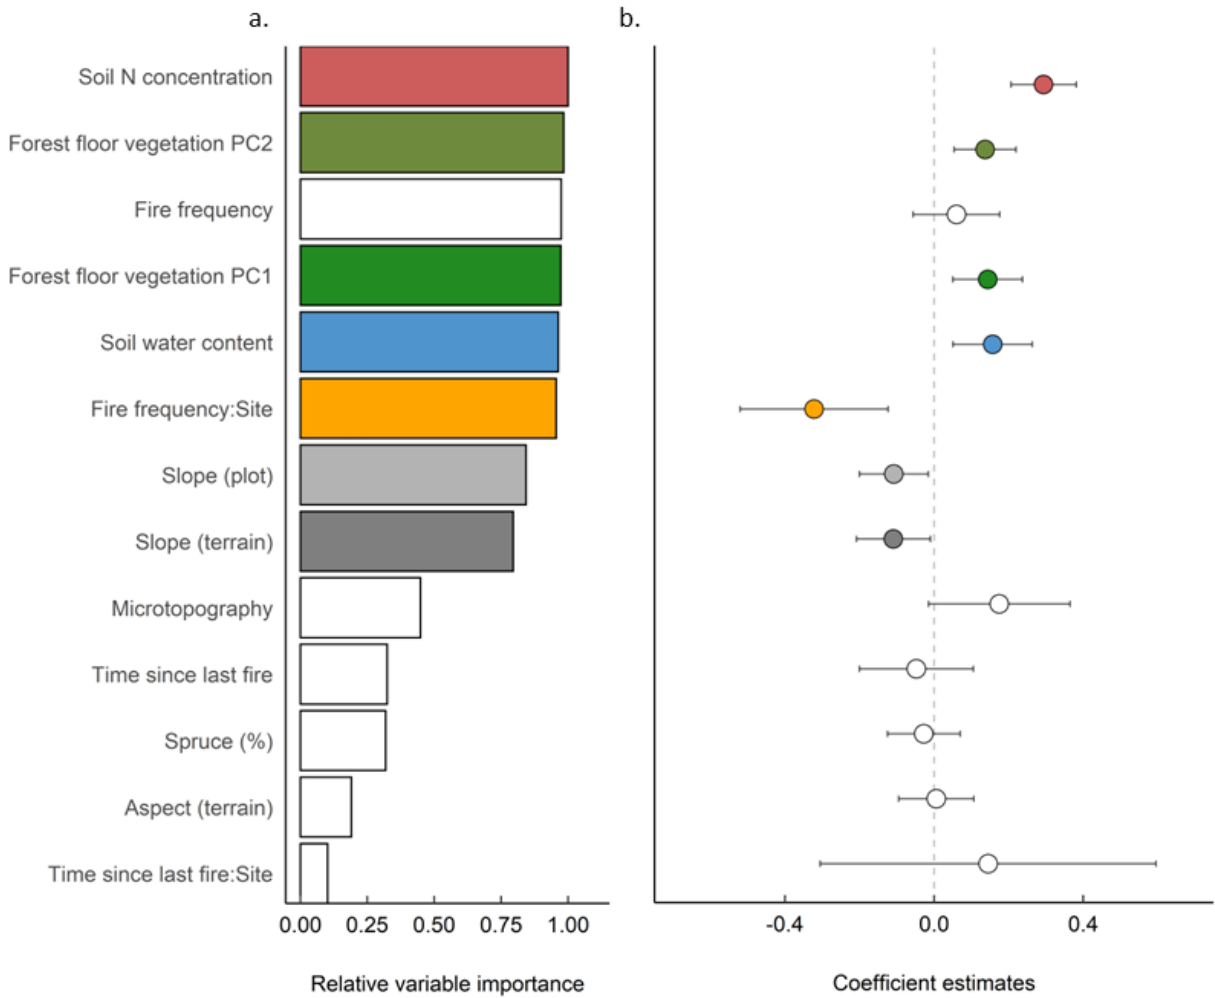 a.
b.
Soil N concentration
Forest floor vegetation PC2
Fire frequency
Forest floor vegetation PC1
Soil water content
Fire frequency:Site
Slope (plot)
Slope (terrain)
Microtopography
Time since last fire
Spruce (%)
Aspect (terrain)
Time since last fire:Site
0.00 0.25 0.50 0.75 1.00
-0.4 0.0 0.4
Relative variable importance
Coefficient estimates